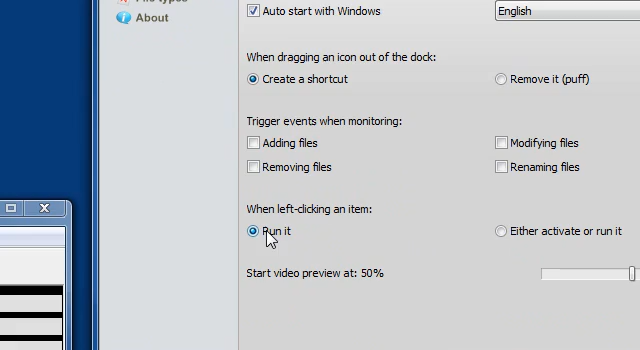 File types
About
Auto start with Windows
English
When dragging an icon out of the dock:
Create a shortcut
Remove it (puff)
Trigger events when monitoring:
Adding files
Modifying files
Removing files
Renaming files
When left-clicking an item:
Run it
Either activate or run it
Start video preview at: 50%